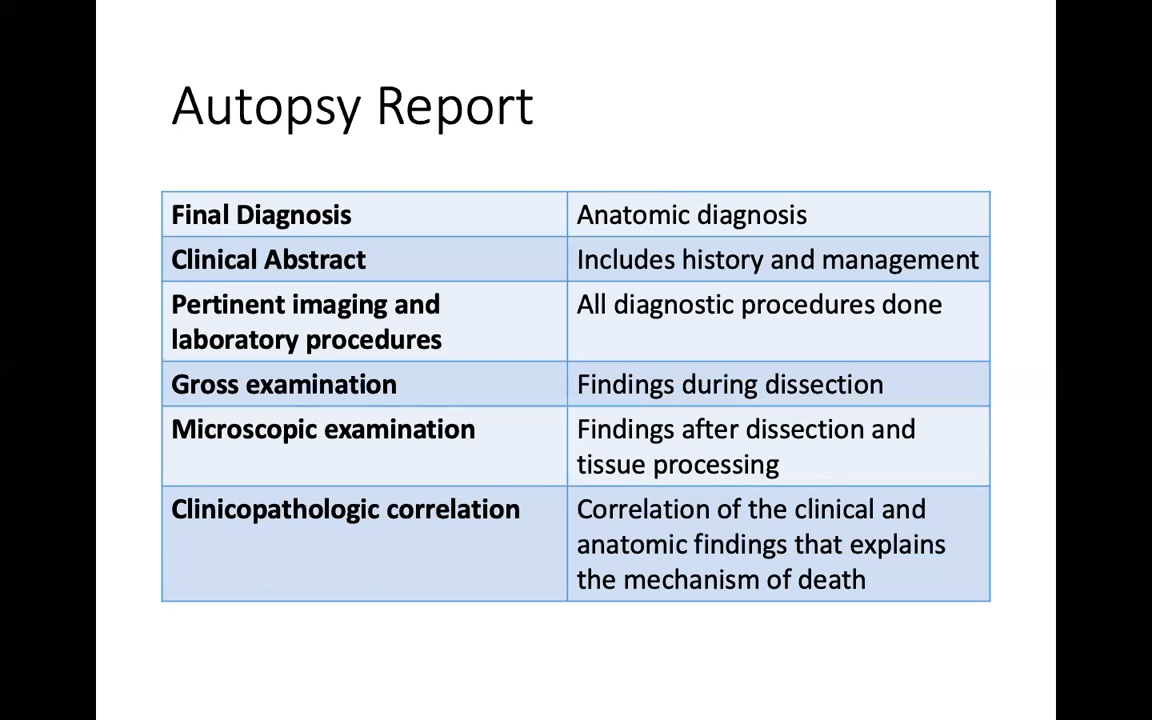 Autopsy Report
Final Diagnosis
Anatomic diagnosis
Clinical Abstract
Includes history and management
Pertinent imaging and
laboratory procedures
All diagnostic procedures done
Gross examination
Findings during dissection
Microscopic examination
Findings after dissection and
tissue processing
Clinicopathologic correlation
Correlation of the clinical and
anatomic findings that explains
the mechanism of death